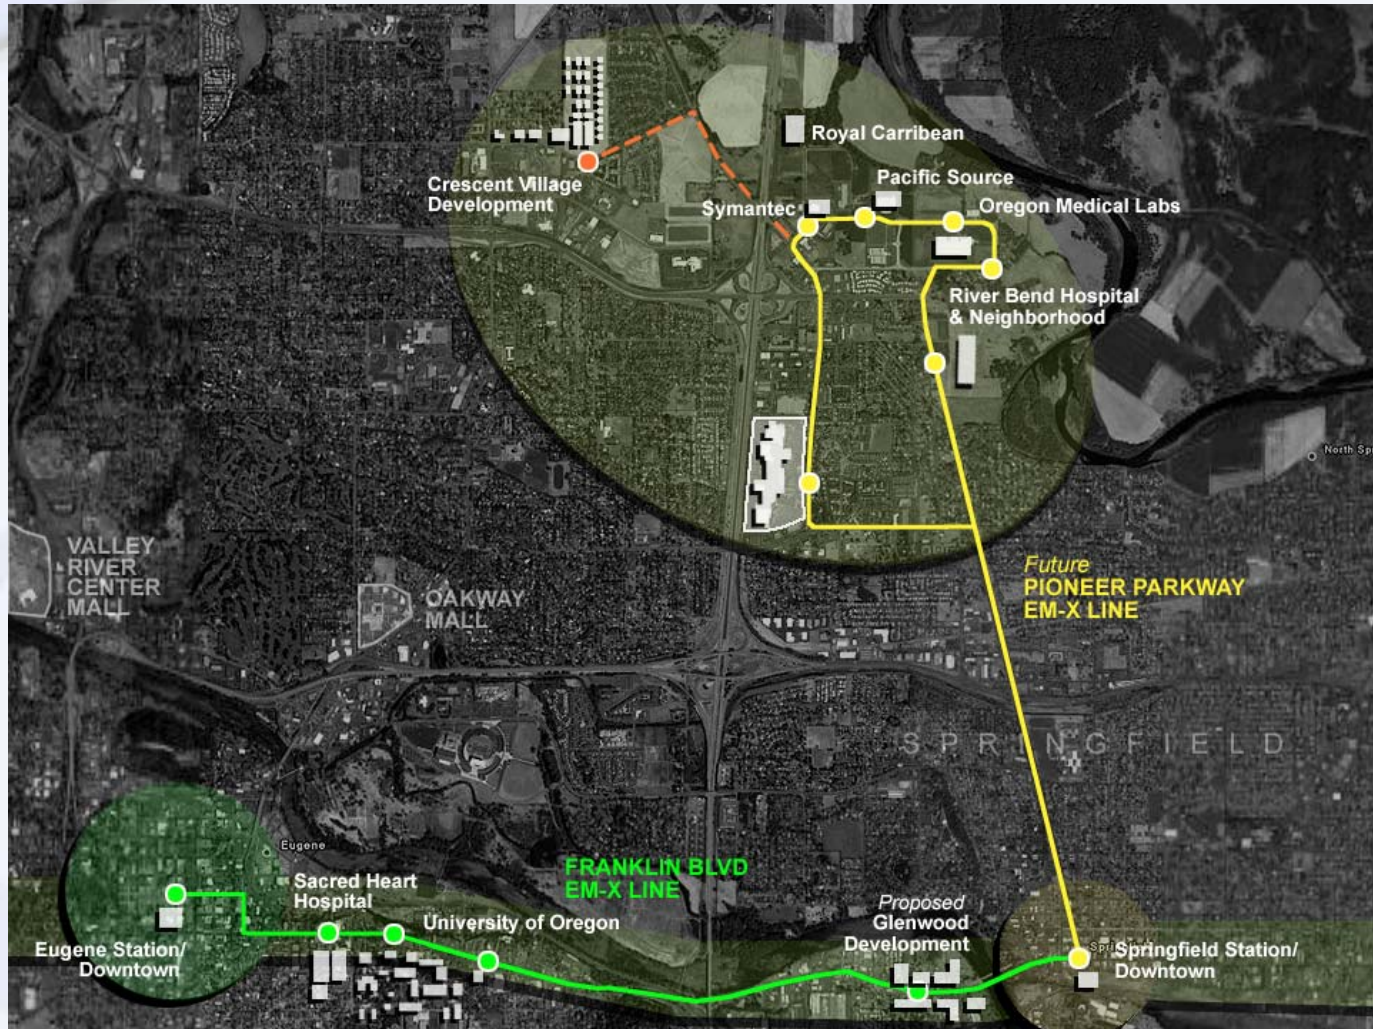 Royal Carribean
Pacific Source
Crescent Village
Development
Symantec
Oregon Medical Labs
River Bend Hospital
& Neighborhood
VALLEY
RIVER
CENTER
MALL
OAKWAY
MALL
Future
PIONEER PARKWAY
EM-X LINE
SPRINGFIELD
Eugene
FRANKLIN BLVD
EM-X LINE
Sacred Heart
Hospital
University of Oregon
Proposed
Glenwood
Development
Eugene Station/
Downtown
Springfield Station/
Downtown
North